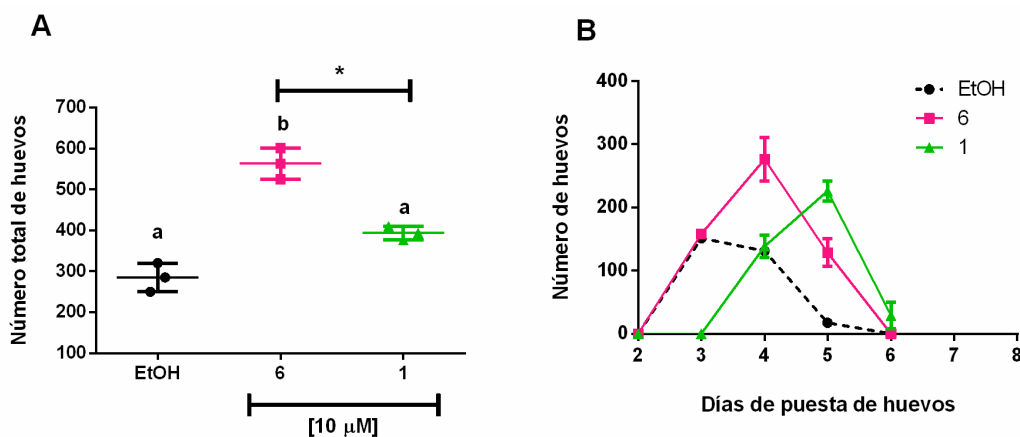 A
Número total de huevos
700
600
500
400
300
200
100
a
b
a
*
EtOH
6
1
[10 µM]
B
Número de huevos
400
300
200
100
0
2
3
4
5
6
7
8
Días de puesta de huevos
EtOH
6
1